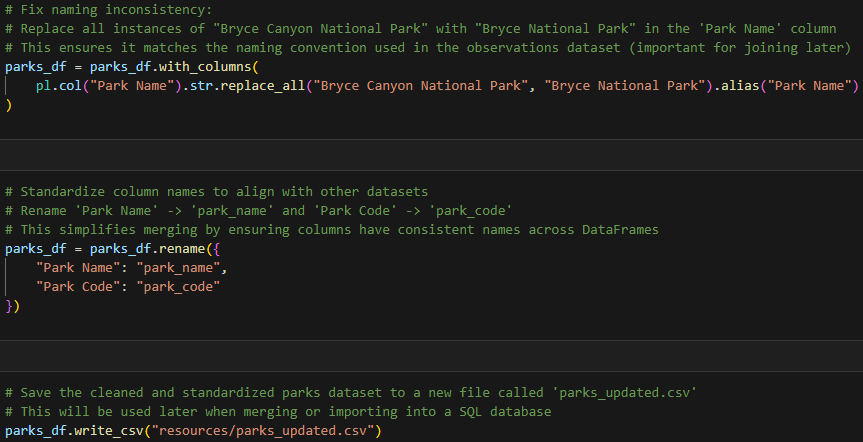 # Fix naming inconsistency:
# Replace all instances of "Bryce Canyon National Park" with "Bryce National Park" in the 'Park Name' column
# This ensures it matches the naming convention used in the observations dataset (important for joining later)
parks_df = parks_df.with_columns(
    pl.col("Park Name").str.replace_all("Bryce Canyon National Park", "Bryce National Park").alias("Park Name")
)
# Standardize column names to align with other datasets
# Rename 'Park Name' -> 'park_name' and 'Park Code' -> 'park_code'
# This simplifies merging by ensuring columns have consistent names across DataFrames
parks_df = parks_df.rename({
    "Park Name": "park_name",
    "Park Code": "park_code"
})
# Save the cleaned and standardized parks dataset to a new file called 'parks_updated.csv'
# This will be used later when merging or importing into a SQL database
parks_df.write_csv("resources/parks_updated.csv")